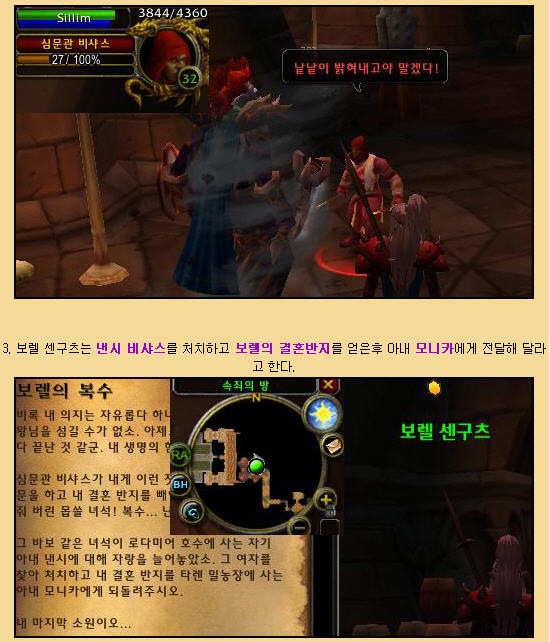 Sillim
3844/4360
심문관 비샤스
27 / 100%
32
낱낱이 밝혀내고야 말겠다!
3. 보렐 센구츠는 낸시 비샤스를 처치하고 보렐의 결혼반지를 얻은후 아내 모니카에게 전달해 달라
고 한다.
보렐의 복수
속죄의 방
N
보렐 센구츠
비록 내 의지는 자유롭다 하
왕님을 섬길 수가 없소. 아제
다 끝난 것 같군. 내 생명의
RA
심문관 비샤스가 내게 이런
BH
문을 하고 내 결혼 반지를 빼
줘 버린 몹쓸 녀석! 복수...
그 바보 같은 녀석이 로다미어 호수에 사는 자기
아내 낸시에 대해 자랑을 늘어놓았소. 그 여자를
찾아 처치하고 내 결혼 반지를 타렌 밀농장에 사는
아내 모니카에게 되돌려주시오.
내 마지막 소원이오...